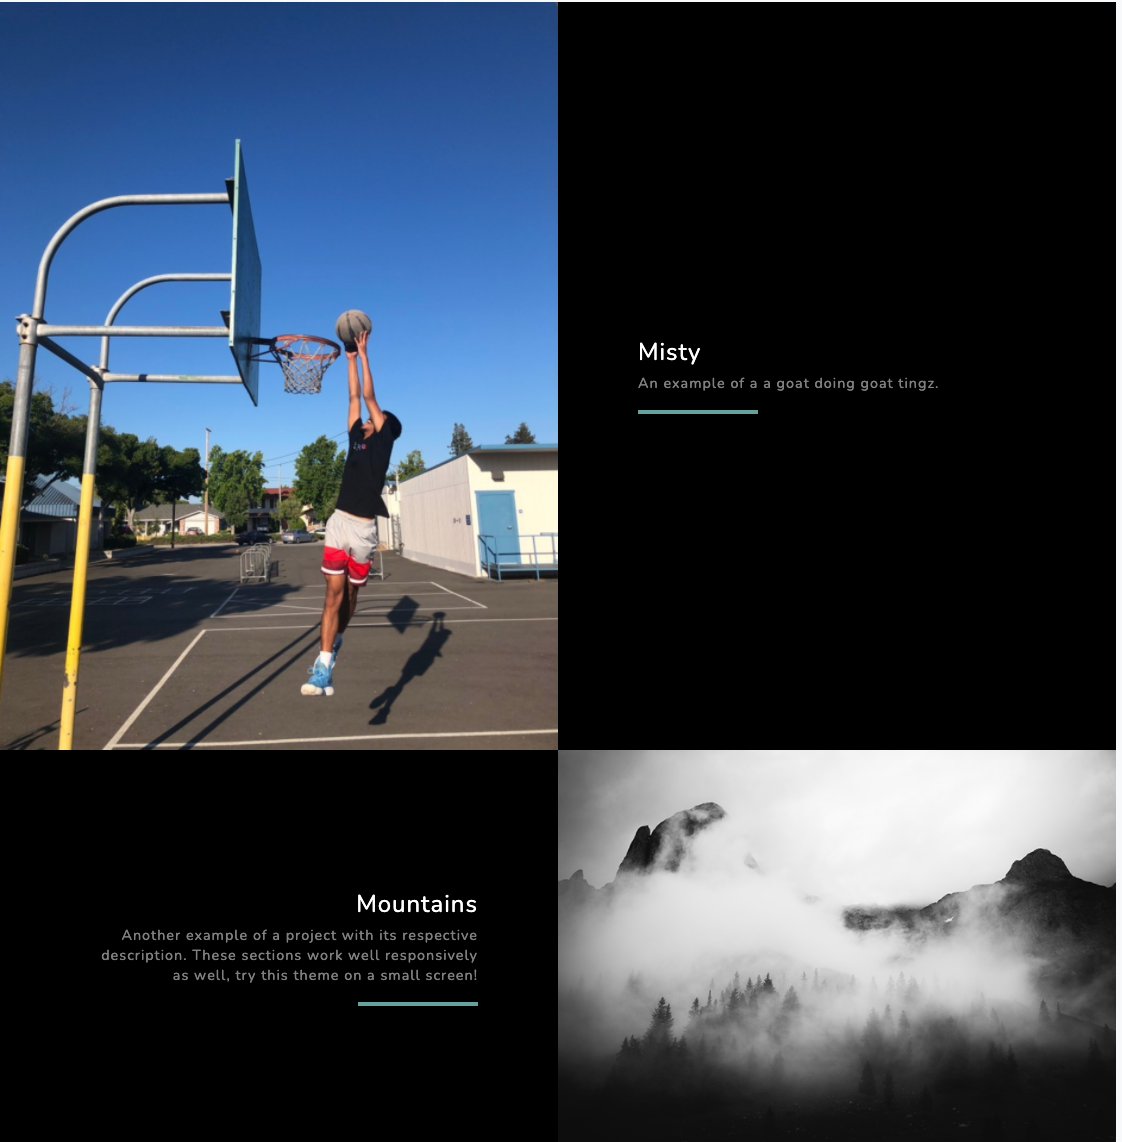 Misty
An example of a a goat doing goat tingz.
Mountains
Another example of a project with its respective
description. These sections work well responsively
as well, try this theme on a small screen!